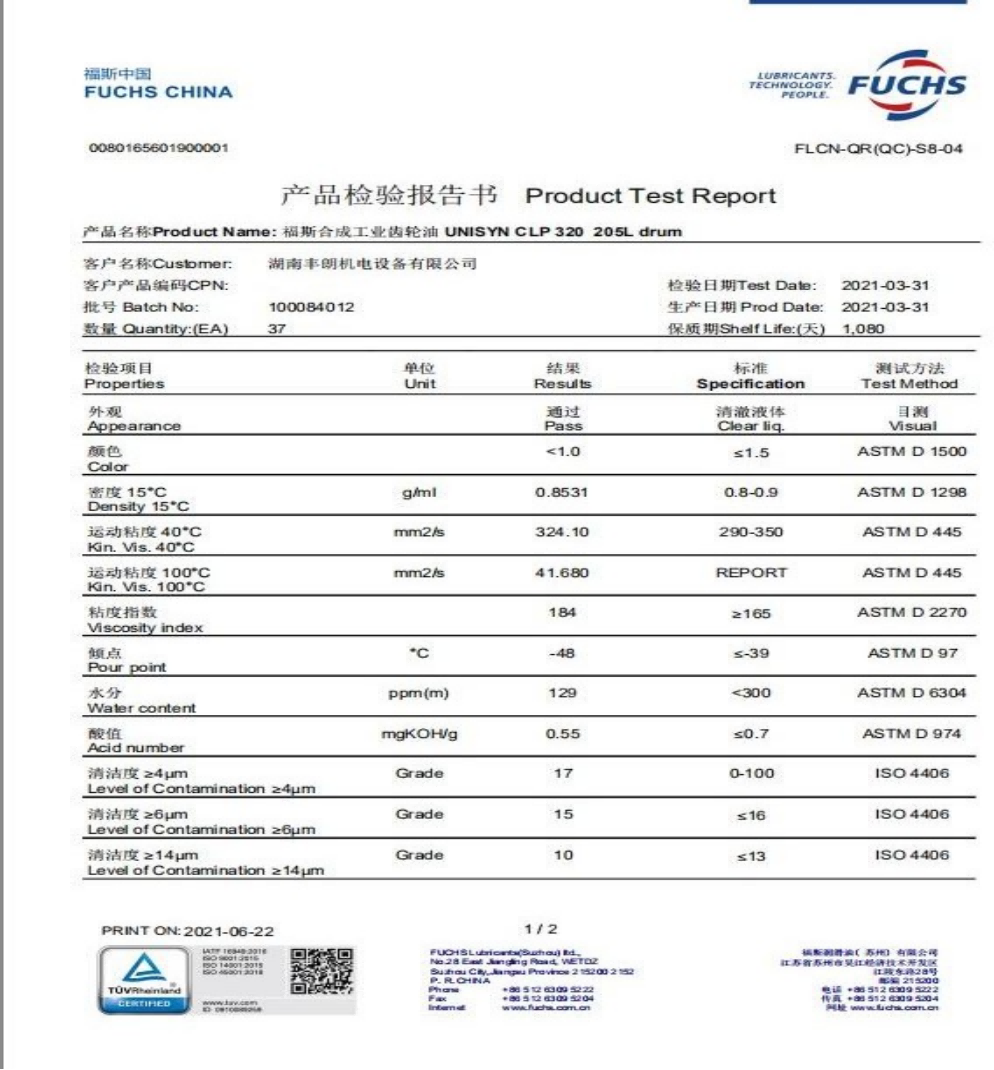 福斯中国
FUCHS CHINA
LUBRICANTS.
TECHNOLOGY.
PEOPLE.
FUCHS
0080165601900001
FLCN-QR(QC)-S8-04
产品检验报告书 Product Test Report
产品名称Product Name: 福斯合成工业齿轮油 UNISYN CLP 320 205L drum
客户名称Customer: 湖南丰朗机电设备有限公司
客户产品编码CPN: 检验日期Test Date: 2021-03-31
批号 Batch No: 100084012 生产日期 Prod Date: 2021-03-31
数量 Quantity:(EA) 37 保质期Shelf Life:(天) 1,080
检验项目 单位 结果 标准 测试方法
Properties Unit Results Specification Test Method
外观 通过 清澈液体 目测
Appearance Pass Clear liq. Visual
颜色 <1.0 ≤1.5 ASTM D 1500
Color
密度 15°C g/ml 0.8531 0.8-0.9 ASTM D 1298
Density 15°C
运动粘度 40°C mm2/s 324.10 290-350 ASTM D 445
Kin. Vis. 40°C
运动粘度 100°C mm2/s 41.680 REPORT ASTM D 445
Kin. Vis. 100°C
粘度指数 184 ≥165 ASTM D 2270
Viscosity index
倾点 °C -48 ≤-39 ASTM D 97
Pour point
水分 ppm(m) 129 <300 ASTM D 6304
Water content
酸值 mgKOH/g 0.55 ≤0.7 ASTM D 974
Acid number
清洁度 ≥4μm Grade 17 0-100 ISO 4406
Level of Contamination ≥4μm
清洁度 ≥6μm Grade 15 ≤16 ISO 4406
Level of Contamination ≥6μm
清洁度 ≥14μm Grade 10 ≤13 ISO 4406
Level of Contamination ≥14μm
PRINT ON: 2021-06-22
1 / 2
TÜVRheinland
CERTIFIED
IATF 16949:2016
ISO 9001:2015
ISO 14001:2015
ISO 45001:2018
www.tuv.com
FUCHS Lubricants(Suzhou) ltd.,
No.28 East Jiangling Road, WETDZ
Suzhou City,Jiangsu Province 215200 2152
P. R. CHINA
Phone +86 512 6309 5222
Fax +86 512 6309 5204
Internet www.fuchs.com.cn
福斯润滑油(苏州)有限公司
江苏省苏州市吴江经济技术开发区
江陵东路28号
邮编 215200
电话 +86 512 6309 5222
传真 +86 512 6309 5204
网址 www.fuchs.com.cn